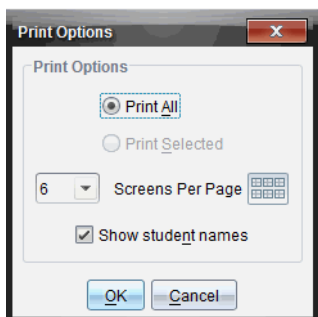 Print Options
Print Options
Print All
Print Selected
6 Screens Per Page
Show student names
OK Cancel